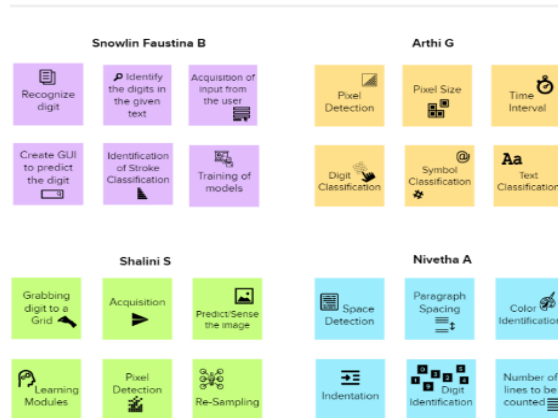 Snowlin Faustina B
Recognize
digit
Identify
the digits in
the given
text
Acquisition of
input from
the user
Create GUI
to predict
the digit
Identification
of Stroke
Classification
Training of
models
Arthi G
Pixel
Detection
Pixel Size
Time
Interval
Digit
Classification
@
Symbol
Classification
Aa
Text
Classification
Shalini S
Grabbing
digit to a
Grid
Acquisition
Predict/Sense
the image
Learning
Modules
Pixel
Detection
Re-Sampling
Nivetha A
Space
Detection
Paragraph
Spacing
Color
Identification
Indentation
Digit
Identification
Number of
lines to be
counted